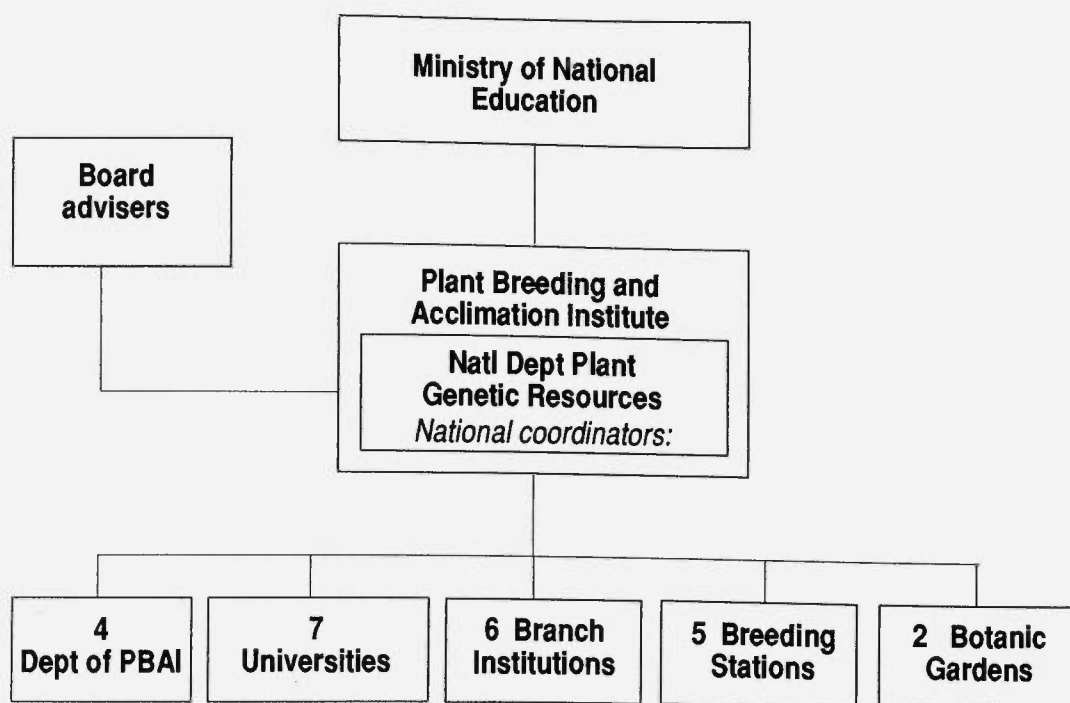 Ministry of National
Education
Board
advisers
Plant Breeding and
Acclimation Institute
Natl Dept Plant
Genetic Resources
National coordinators:
4
Dept of PBAI
7
Universities
6 Branch
Institutions
5 Breeding
Stations
2 Botanic
Gardens